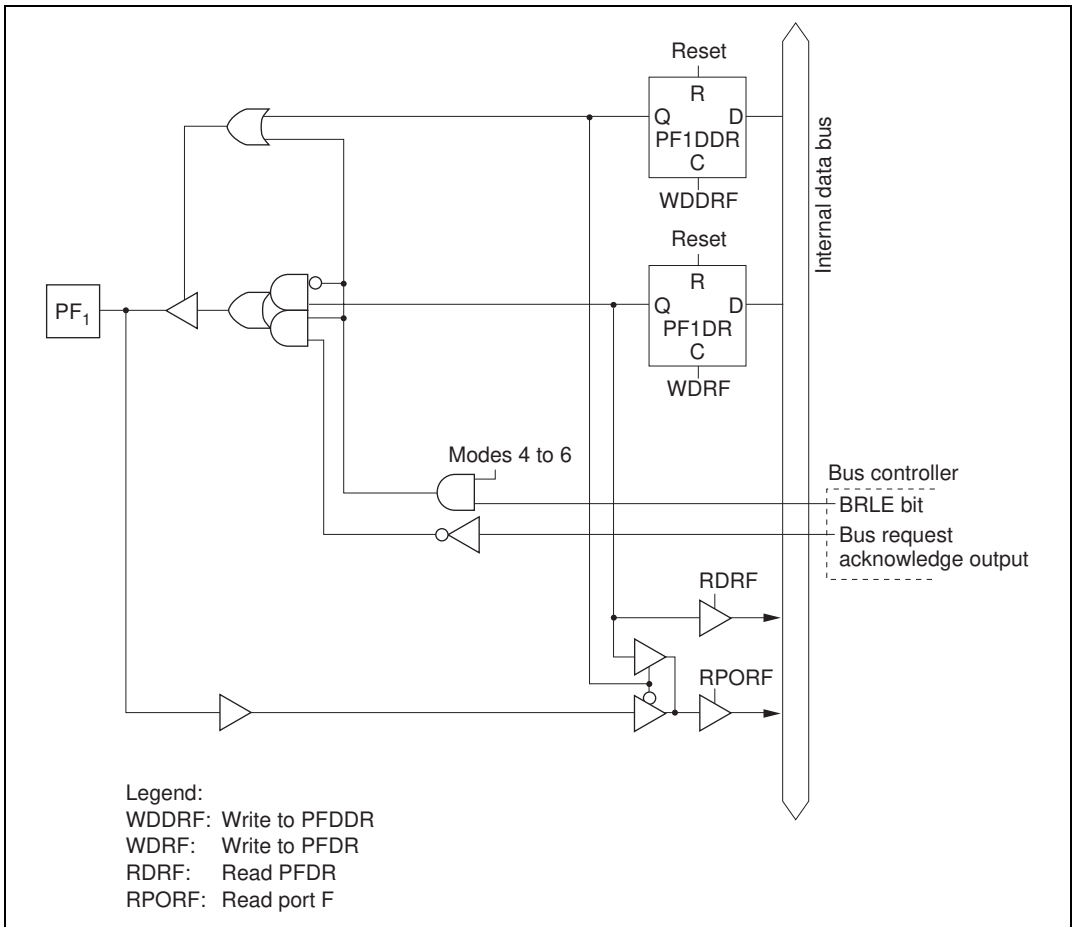 Reset
R
Q D
PF1DDR
C
WDDRF
Internal data bus
Reset
R
Q D
PF1DR
C
WDRF
PF₁
Modes 4 to 6
Bus controller
BRLE bit
Bus request
acknowledge output
RDRF
RPORF
Legend:
WDDRF: Write to PFDDR
WDRF: Write to PFDR
RDRF: Read PFDR
RPORF: Read port F